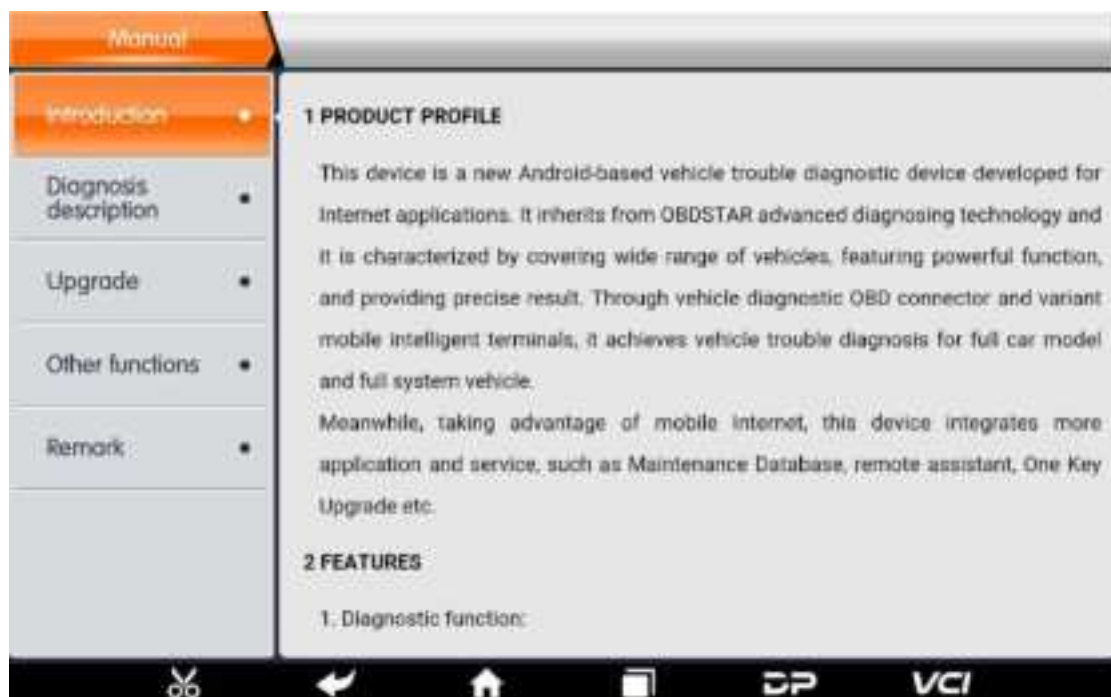 Manual
Introduction
Diagnosis
description
Upgrade
Other functions
Remark
1 PRODUCT PROFILE
This device is a new Android-based vehicle trouble diagnostic device developed for
Internet applications. It inherits from OBDSTAR advanced diagnosing technology and
it is characterized by covering wide range of vehicles, featuring powerful function,
and providing precise result. Through vehicle diagnostic OBD connector and variant
mobile intelligent terminals, it achieves vehicle trouble diagnosis for full car model
and full system vehicle.
Meanwhile, taking advantage of mobile internet, this device integrates more
application and service, such as Maintenance Database, remote assistant, One Key
Upgrade etc.
2 FEATURES
1. Diagnostic function:
DP
VCI